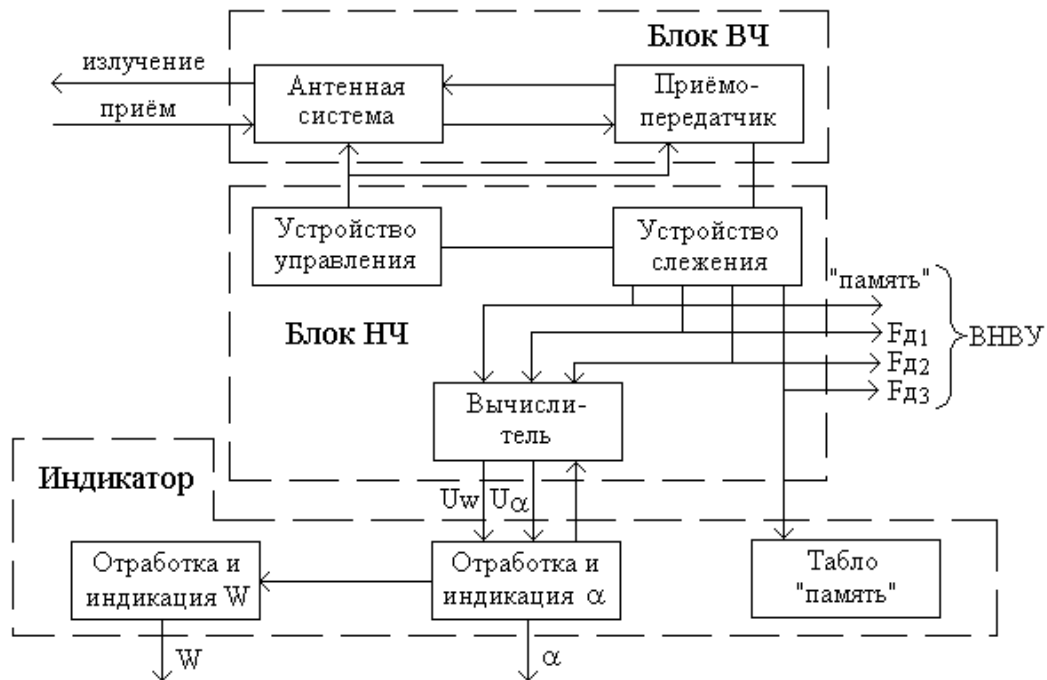 Блок ВЧ
излучение
приём
Антенная
система
Приёмо-
передатчик
Устройство
управления
Устройство
слежения
Блок НЧ
"память"
Fд1
Fд2
Fд3
ВНВУ
Вычисли-
тель
Индикатор
Uw
Uα
Отработка и
индикация W
Отработка и
индикация α
Табло
"память"
W
α